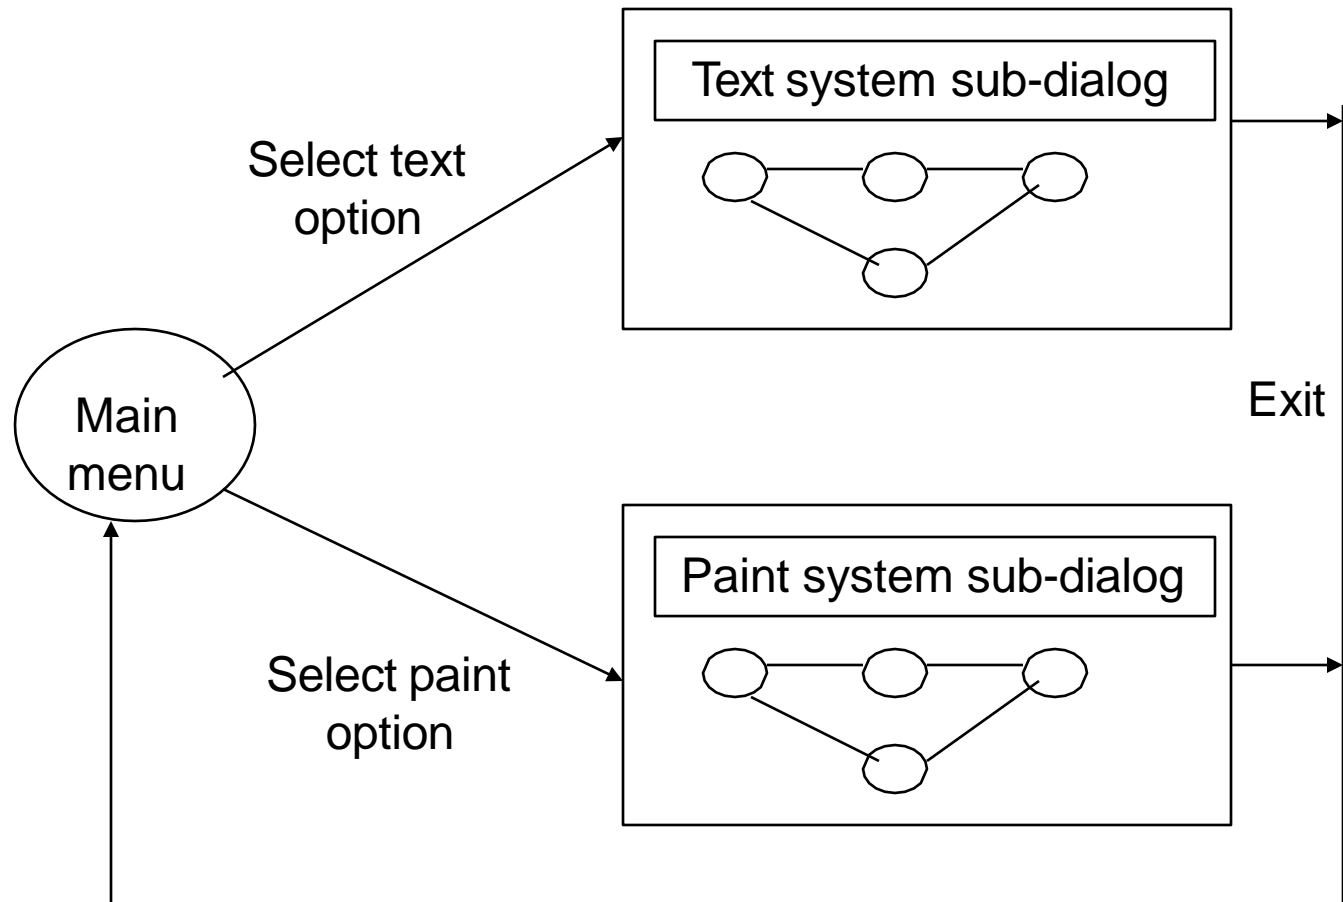 Text system sub-dialog
Select text
option
Main
menu
Exit
Paint system sub-dialog
Select paint
option